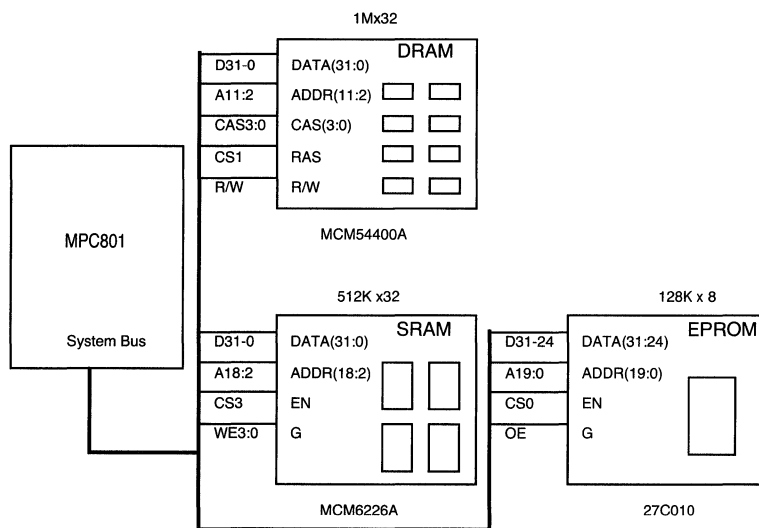 1Mx32
DRAM
D31-0 DATA(31:0)
A11:2 ADDR(11:2)
CAS3:0 CAS(3:0)
CS1 RAS
R/W R/W
MCM54400A
MPC801
System Bus
512K x32
SRAM
D31-0 DATA(31:0)
A18:2 ADDR(18:2)
CS3 EN
WE3:0 G
MCM6226A
128K x 8
EPROM
D31-24 DATA(31:24)
A19:0 ADDR(19:0)
CS0 EN
OE G
27C010